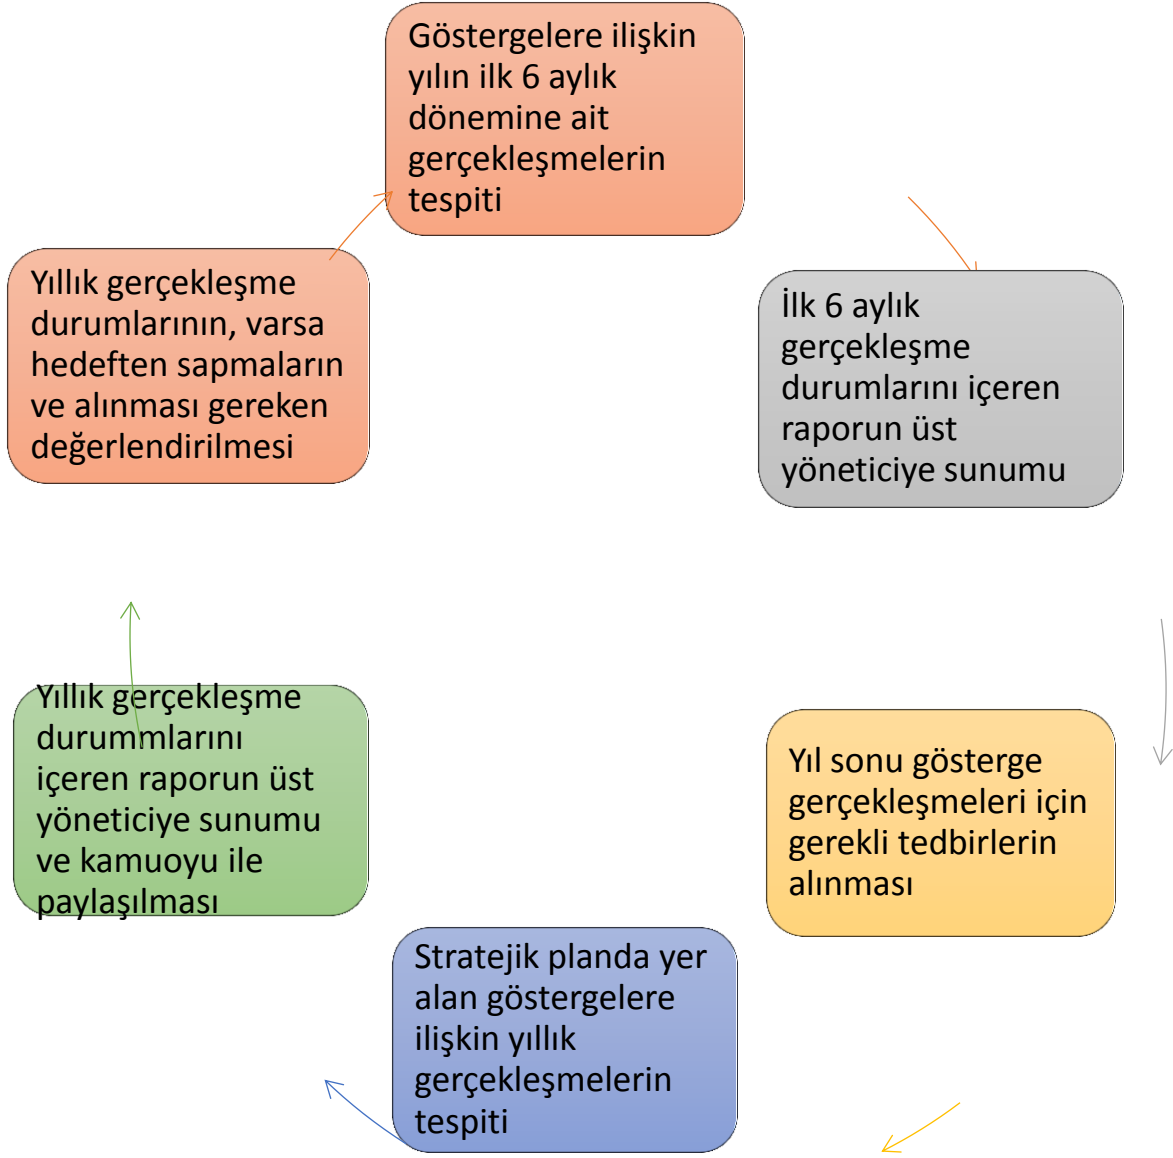 Göstergelere ilişkin
yılın ilk 6 aylık
dönemine ait
gerçekleşmelerin
tespiti
İlk 6 aylık
gerçekleşme
durumlarını içeren
raporun üst
yöneticiye sunumu
Yıl sonu gösterge
gerçekleşmeleri için
gerekli tedbirlerin
alınması
Stratejik planda yer
alan göstergelere
ilişkin yıllık
gerçekleşmelerin
tespiti
Yıllık gerçekleşme
durummlarını
içeren raporun üst
yöneticiye sunumu
ve kamuoyu ile
paylaşılması
Yıllık gerçekleşme
durumlarının, varsa
hedeften sapmaların
ve alınması gereken
değerlendirilmesi